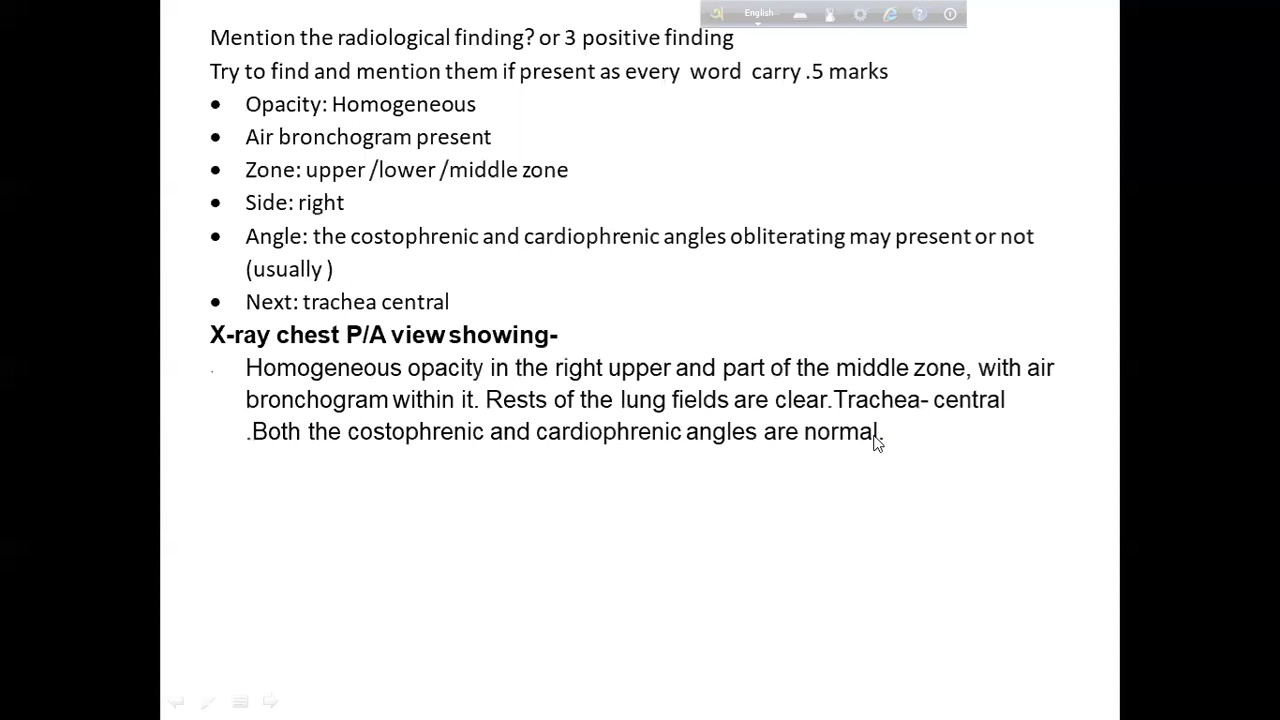 English
Mention the radiological finding? or 3 positive finding
Try to find and mention them if present as every word carry .5 marks
• Opacity: Homogeneous
• Air bronchogram present
• Zone: upper /lower /middle zone
• Side: right
• Angle: the costophrenic and cardiophrenic angles obliterating may present or not
(usually )
• Next: trachea central
X-ray chest P/A view showing-
Homogeneous opacity in the right upper and part of the middle zone, with air
bronchogram within it. Rests of the lung fields are clear.Trachea- central
.Both the costophrenic and cardiophrenic angles are normal.